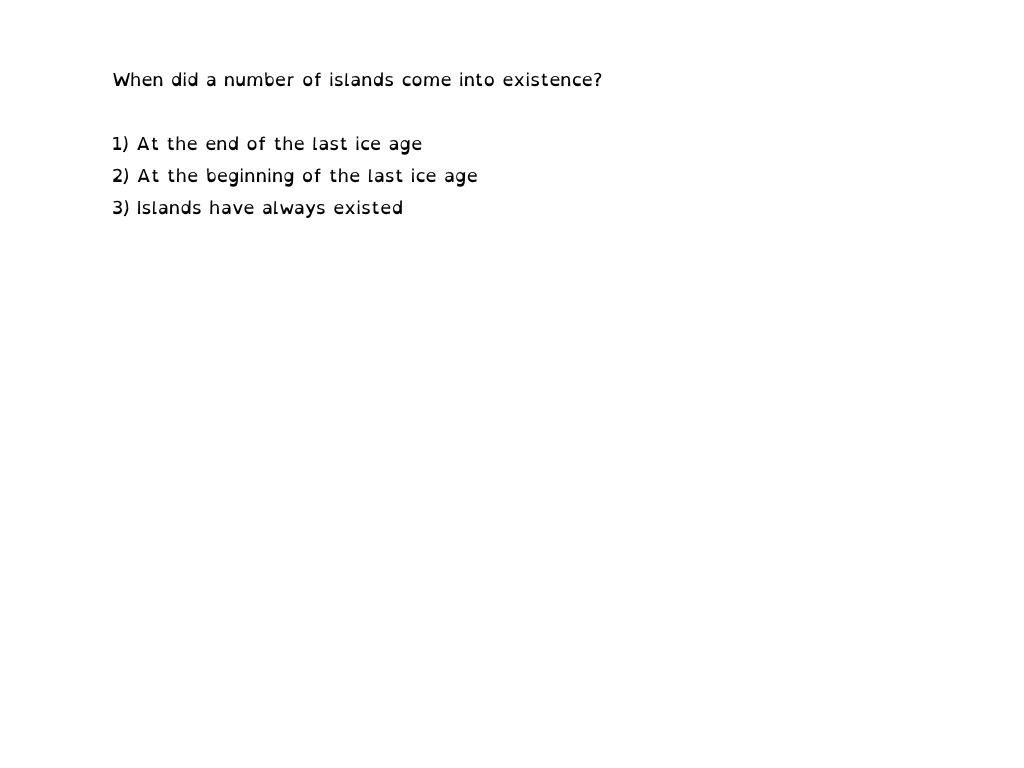 When did a number of islands come into existence?
1) At the end of the last ice age
2) At the beginning of the last ice age
3) Islands have always existed